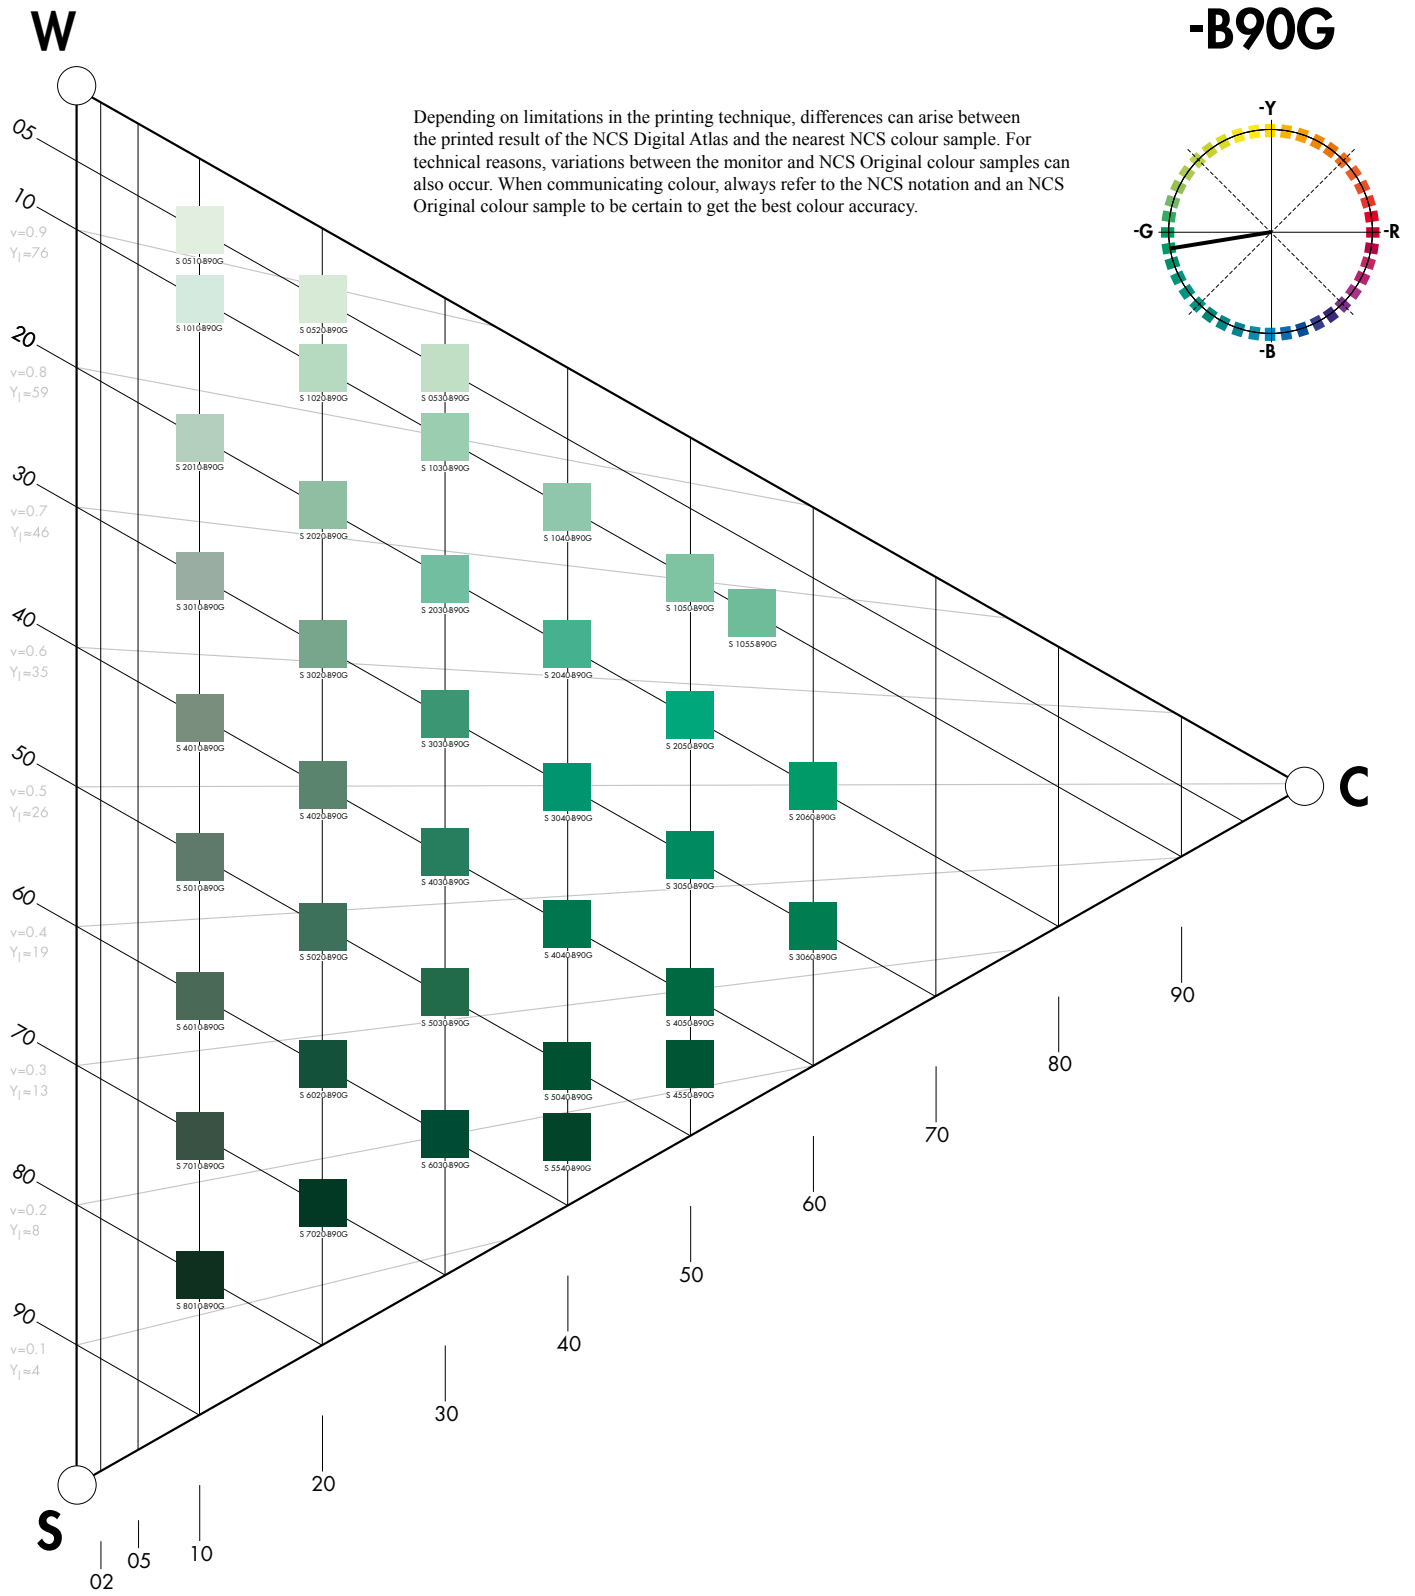 W
-B90G
Depending on limitations in the printing technique, differences can arise between
the printed result of the NCS Digital Atlas and the nearest NCS colour sample. For
technical reasons, variations between the monitor and NCS Original colour samples can
also occur. When communicating colour, always refer to the NCS notation and an NCS
Original colour sample to be certain to get the best colour accuracy.
-Y
-G
-R
-B
05
10
v=0.9
Y|≈76
20
v=0.8
Y|≈59
30
v=0.7
Y|≈46
40
v=0.6
Y|≈35
50
v=0.5
Y|≈26
60
v=0.4
Y|≈19
70
v=0.3
Y|≈13
80
v=0.2
Y|≈8
90
v=0.1
Y|≈4
S 0510-B90G
S 1010-B90G S 0520-B90G
S 1020-B90G S 0530-B90G
S 2010-B90G S 1030-B90G
S 2020-B90G S 1040-B90G
S 3010-B90G S 2030-B90G S 1050-B90G
S 1055-B90G
S 3020-B90G S 2040-B90G
S 4010-B90G S 3030-B90G S 2050-B90G
S 4020-B90G S 3040-B90G S 2060-B90G
S 5010-B90G S 4030-B90G S 3050-B90G
S 5020-B90G S 4040-B90G S 3060-B90G
S 6010-B90G S 5030-B90G S 4050-B90G
S 6020-B90G S 5040-B90G S 4550-B90G
S 7010-B90G S 6030-B90G S 5540-B90G
S 7020-B90G
S 8010-B90G
C
90
80
70
60
50
40
30
20
10
05
02
S